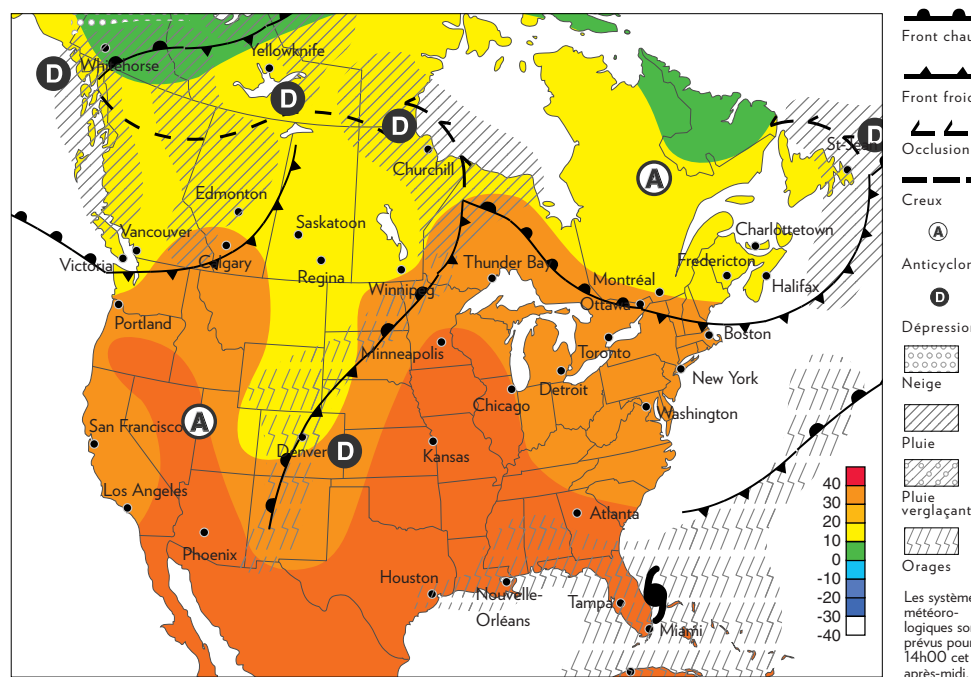 Yellowknife
Whitehorse
D
D
D
D
St-Jean
Churchill
A
Edmonton
Saskatoon
Vancouver
Victoria
Calgary
Regina
Winnipeg
Thunder Bay
Charlottetown
Fredericton
Montréal
Ottawa
Halifax
Portland
Minneapolis
Toronto
Boston
Detroit
New York
Chicago
Washington
San Francisco
A
Denver
D
Kansas
Los Angeles
Atlanta
Phoenix
Houston
Nouvelle-
Orléans
Tampa
Miami
40
30
20
10
0
-10
-20
-30
-40
Front chau
Front froid
Occlusion
Creux
A
Anticyclon
D
Dépression
Neige
Pluie
Pluie
verglaçant
Orages
Les système
météoro-
logiques son
prévus pour
14h00 cet
après-midi.